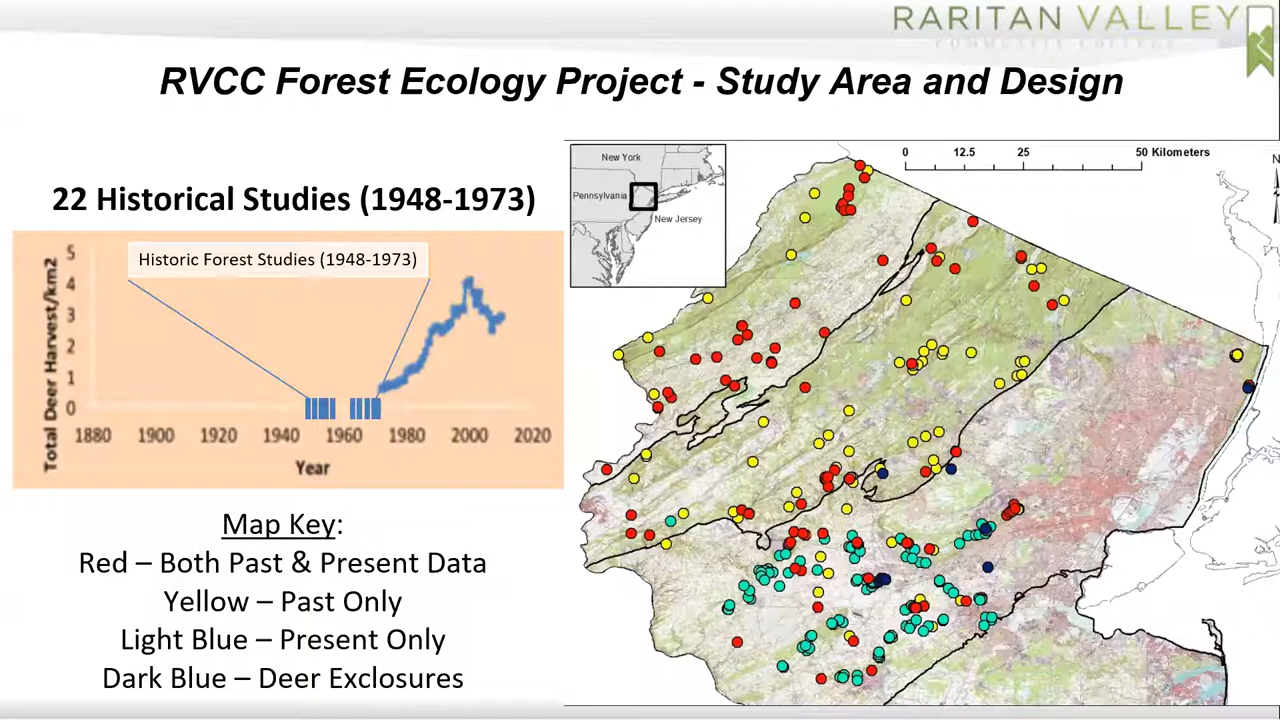 RARITAN VALLEY
COMMUNITY COLLEGE
RVCC Forest Ecology Project - Study Area and Design
22 Historical Studies (1948-1973)
Historic Forest Studies (1948-1973)
Total Deer Harvest/km2
5
4
3
2
1
0
1880 1900 1920 1940 1960 1980 2000 2020
Year
Map Key:
Red – Both Past & Present Data
Yellow – Past Only
Light Blue – Present Only
Dark Blue – Deer Exclosures
New York
Pennsylvania
New Jersey
0 12.5 25 50 Kilometers
N